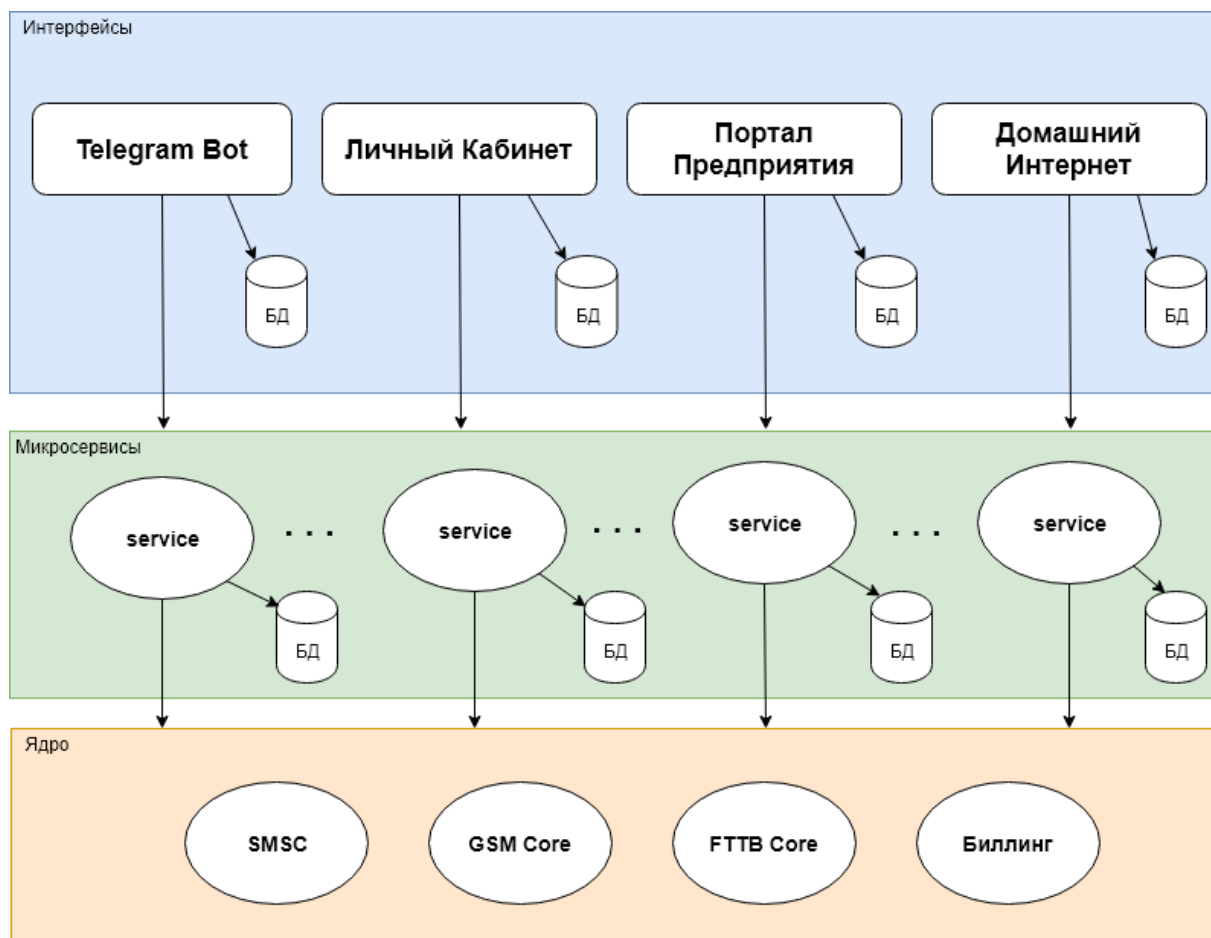 Интерфейсы
Telegram Bot
Личный Кабинет
Портал
Предприятия
Домашний
Интернет
БД
БД
БД
БД
Микросервисы
service
. . .
service
. . .
service
. . .
service
БД
БД
БД
БД
Ядро
SMSC
GSM Core
FTTB Core
Биллинг